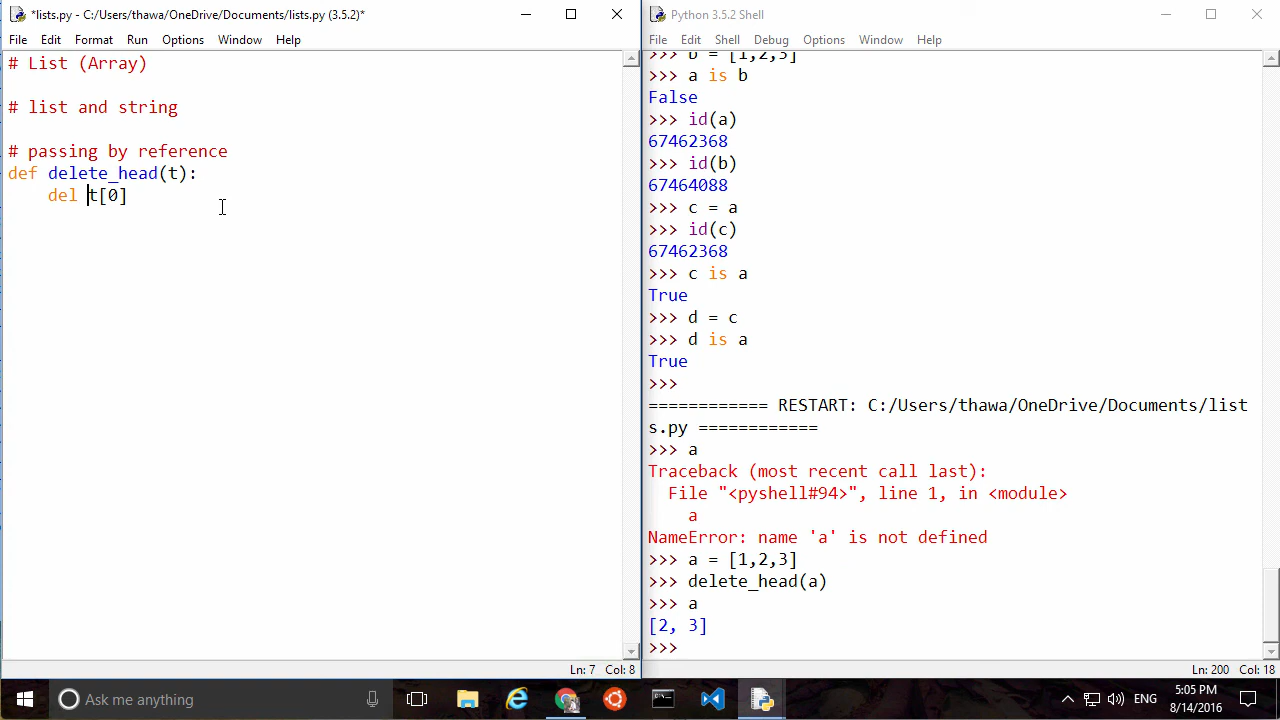 *lists.py - C:/Users/thawa/OneDrive/Documents/lists.py (3.5.2)*
File Edit Format Run Options Window Help
# List (Array)
# list and string
# passing by reference
def delete_head(t):
    del t[0]
Ln: 7 Col: 8
Python 3.5.2 Shell
File Edit Shell Debug Options Window Help
>>> b = [1,2,3]
>>> a is b
False
>>> id(a)
67462368
>>> id(b)
67464088
>>> c = a
>>> id(c)
67462368
>>> c is a
True
>>> d = c
>>> d is a
True
>>>
============ RESTART: C:/Users/thawa/OneDrive/Documents/list
s.py ============
>>> a
Traceback (most recent call last):
  File "<pyshell#94>", line 1, in <module>
    a
NameError: name 'a' is not defined
>>> a = [1,2,3]
>>> delete_head(a)
>>> a
[2, 3]
>>>
Ln: 200 Col: 18
Ask me anything
ENG
5:05 PM
8/14/2016